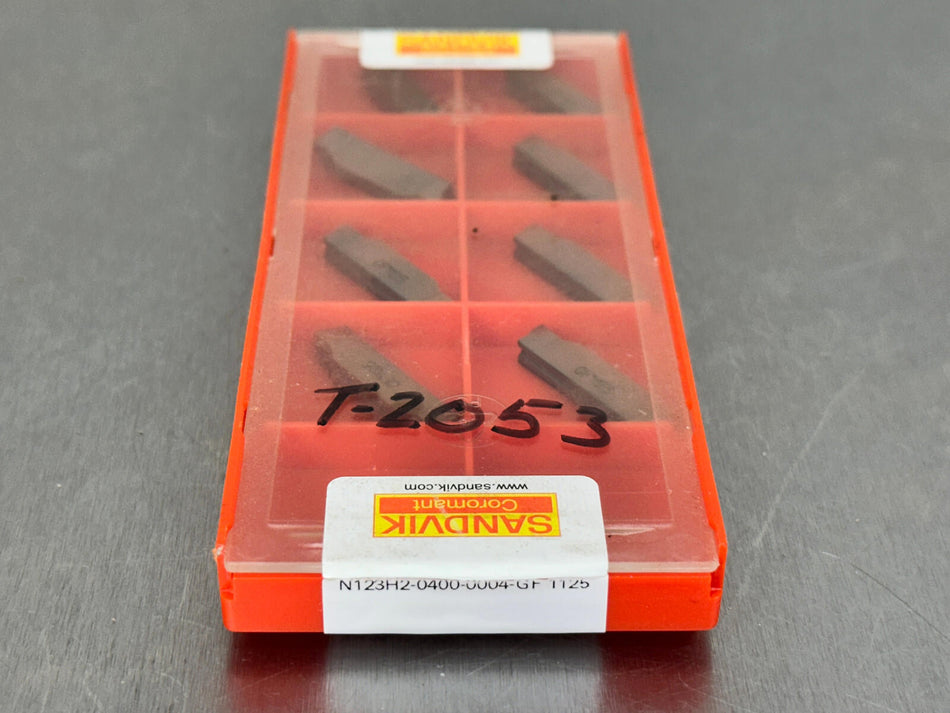 T-2053
www.sandvik.com
Coromant
SANDVIK
N123H2-0400-0004-GF 1125